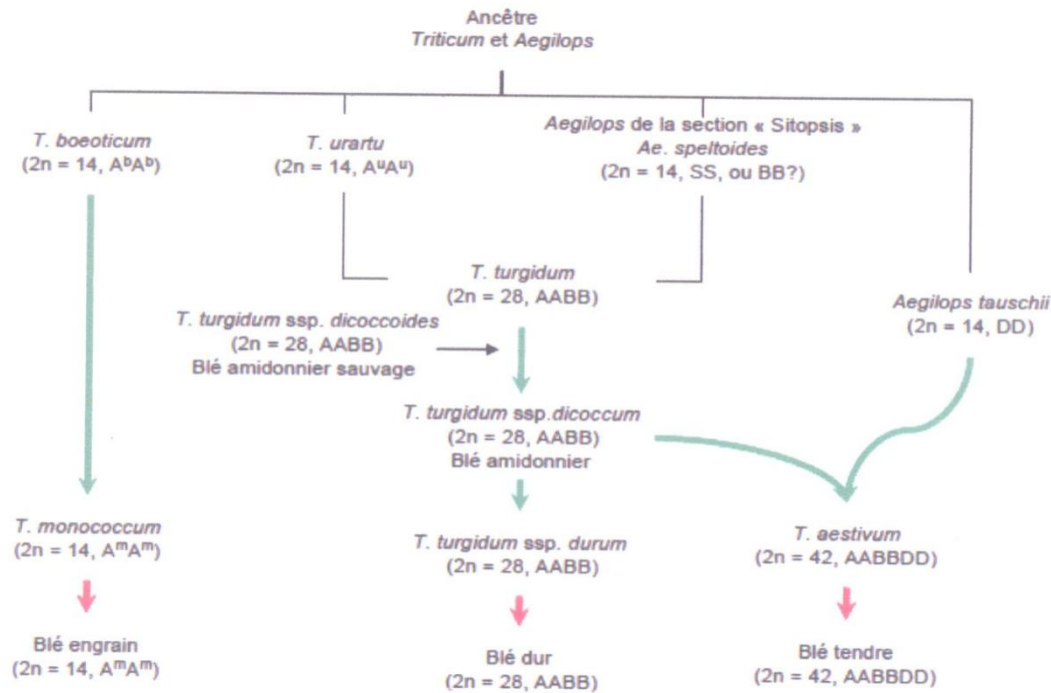 Ancêtre
Triticum et Aegilops
T. boeoticum
(2n = 14, AᵇAᵇ)
T. urartu
(2n = 14, AᵘAᵘ)
Aegilops de la section « Sitopsis »
Ae. speltoides
(2n = 14, SS, ou BB?)
T. turgidum
(2n = 28, AABB)
Aegilops tauschii
(2n = 14, DD)
T. turgidum ssp. dicoccoides
(2n = 28, AABB)
Blé amidonnier sauvage
T. turgidum ssp.dicoccum
(2n = 28, AABB)
Blé amidonnier
T. monococcum
(2n = 14, AᵐAᵐ)
T. turgidum ssp. durum
(2n = 28, AABB)
T. aestivum
(2n = 42, AABBDD)
Blé engrain
(2n = 14, AᵐAᵐ)
Blé dur
(2n = 28, AABB)
Blé tendre
(2n = 42, AABBDD)